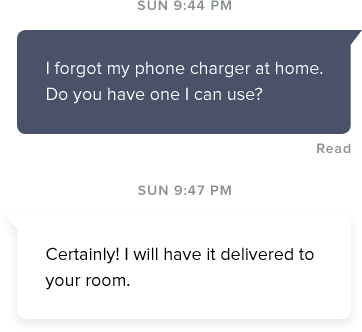 SUN 9:44 PM
I forgot my phone charger at home.
Do you have one I can use?
Read
SUN 9:47 PM
Certainly! I will have it delivered to
your room.